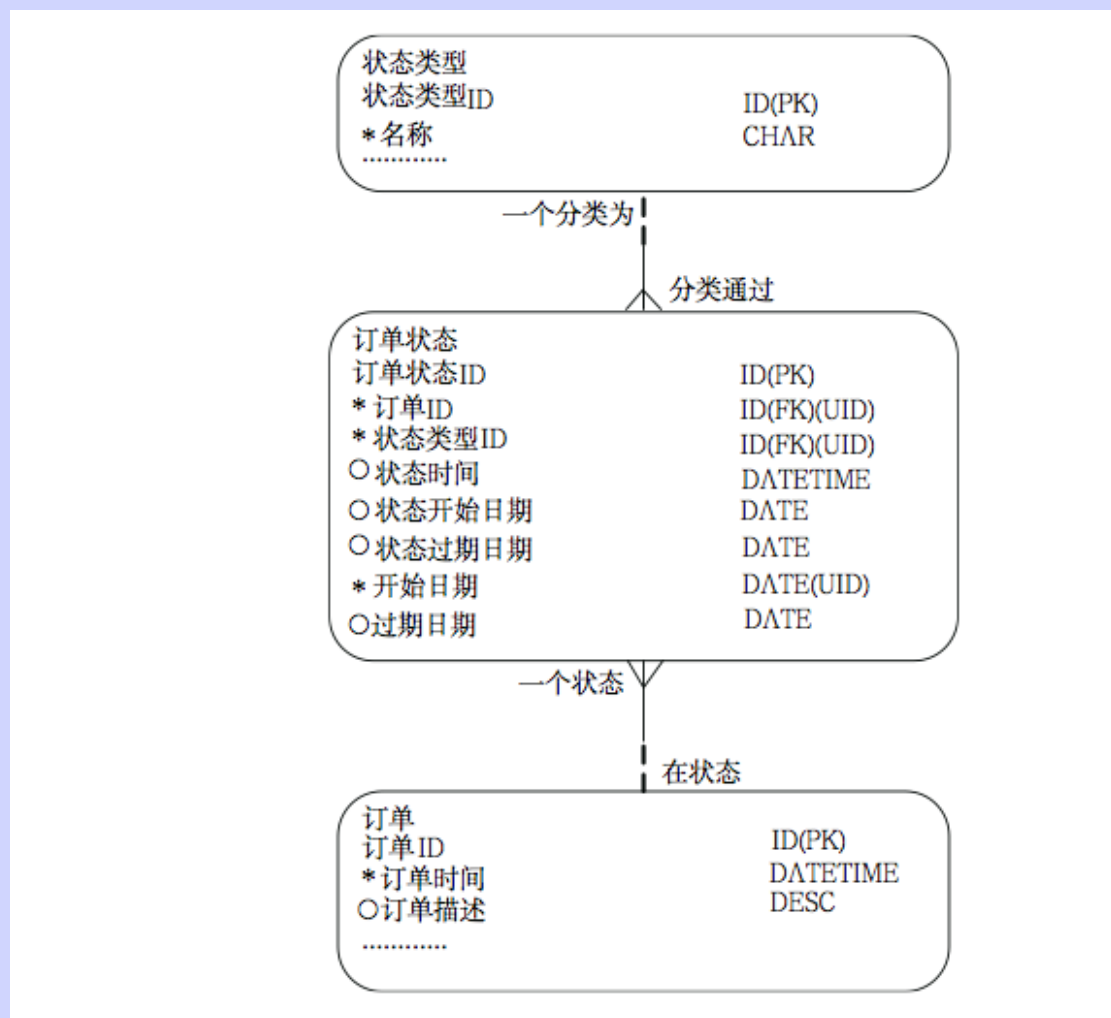 状态类型
状态类型ID ID(PK)
*名称 CHAR
............
一个分类为
分类通过
订单状态
订单状态ID ID(PK)
*订单ID ID(FK)(UID)
*状态类型ID ID(FK)(UID)
○状态时间 DATETIME
○状态开始日期 DATE
○状态过期日期 DATE
*开始日期 DATE(UID)
○过期日期 DATE
一个状态
在状态
订单
订单ID ID(PK)
*订单时间 DATETIME
○订单描述 DESC
............